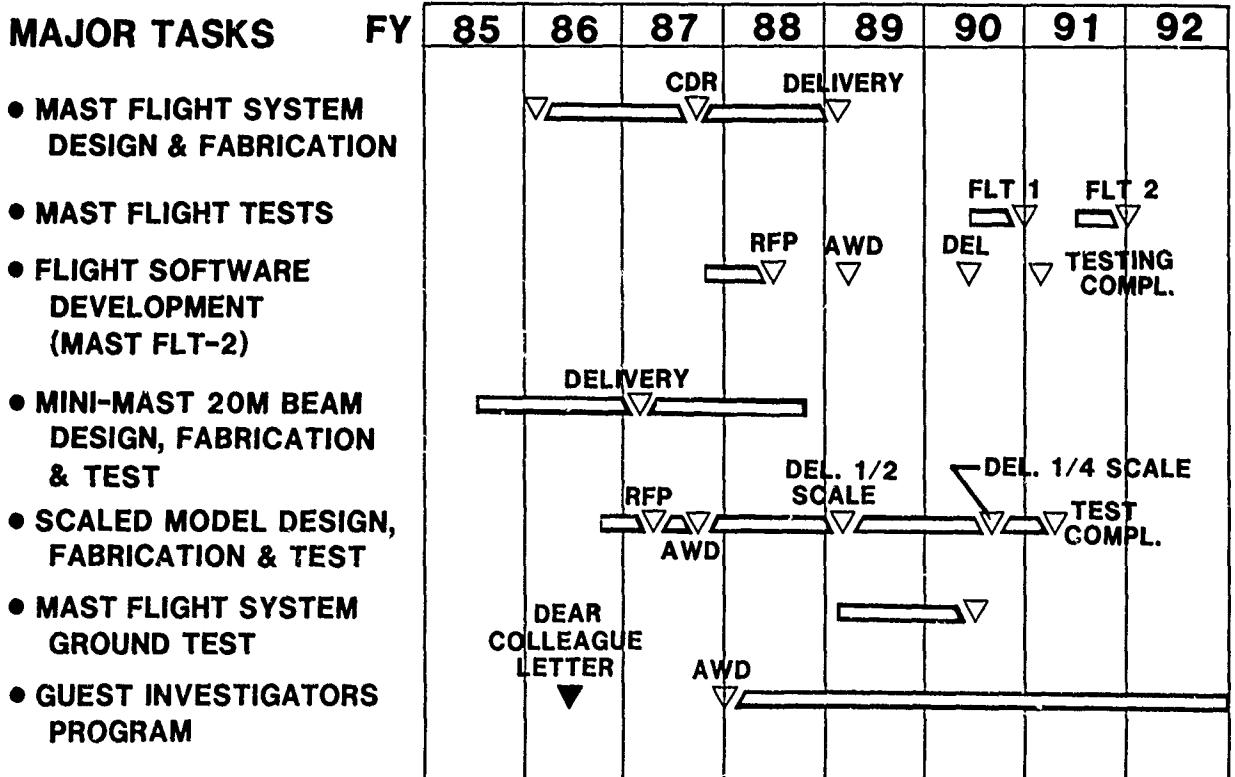 MAJOR TASKS FY 85 86 87 88 89 90 91 92
CDR DELIVERY
• MAST FLIGHT SYSTEM
DESIGN & FABRICATION
FLT 1 FLT 2
• MAST FLIGHT TESTS
RFP AWD DEL
• FLIGHT SOFTWARE
TESTING
DEVELOPMENT
COMPL.
(MAST FLT-2)
DELIVERY
• MINI-MAST 20M BEAM
DESIGN, FABRICATION
& TEST
DEL. 1/2
SCALE
DEL. 1/4 SCALE
RFP
• SCALED MODEL DESIGN,
TEST
COMPL.
FABRICATION & TEST
AWD
• MAST FLIGHT SYSTEM
GROUND TEST
DEAR
COLLEAGUE
LETTER
AWD
• GUEST INVESTIGATORS
PROGRAM